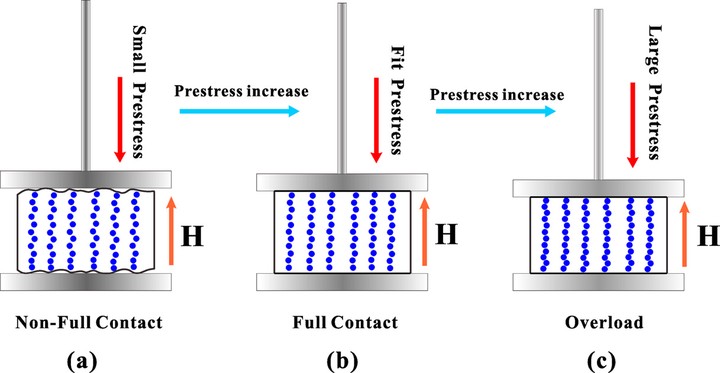 Small Prestress
Prestress increase
Fit Prestress
Prestress increase
Large Prestress
H
H
H
Non-Full Contact
Full Contact
Overload
(a)
(b)
(c)